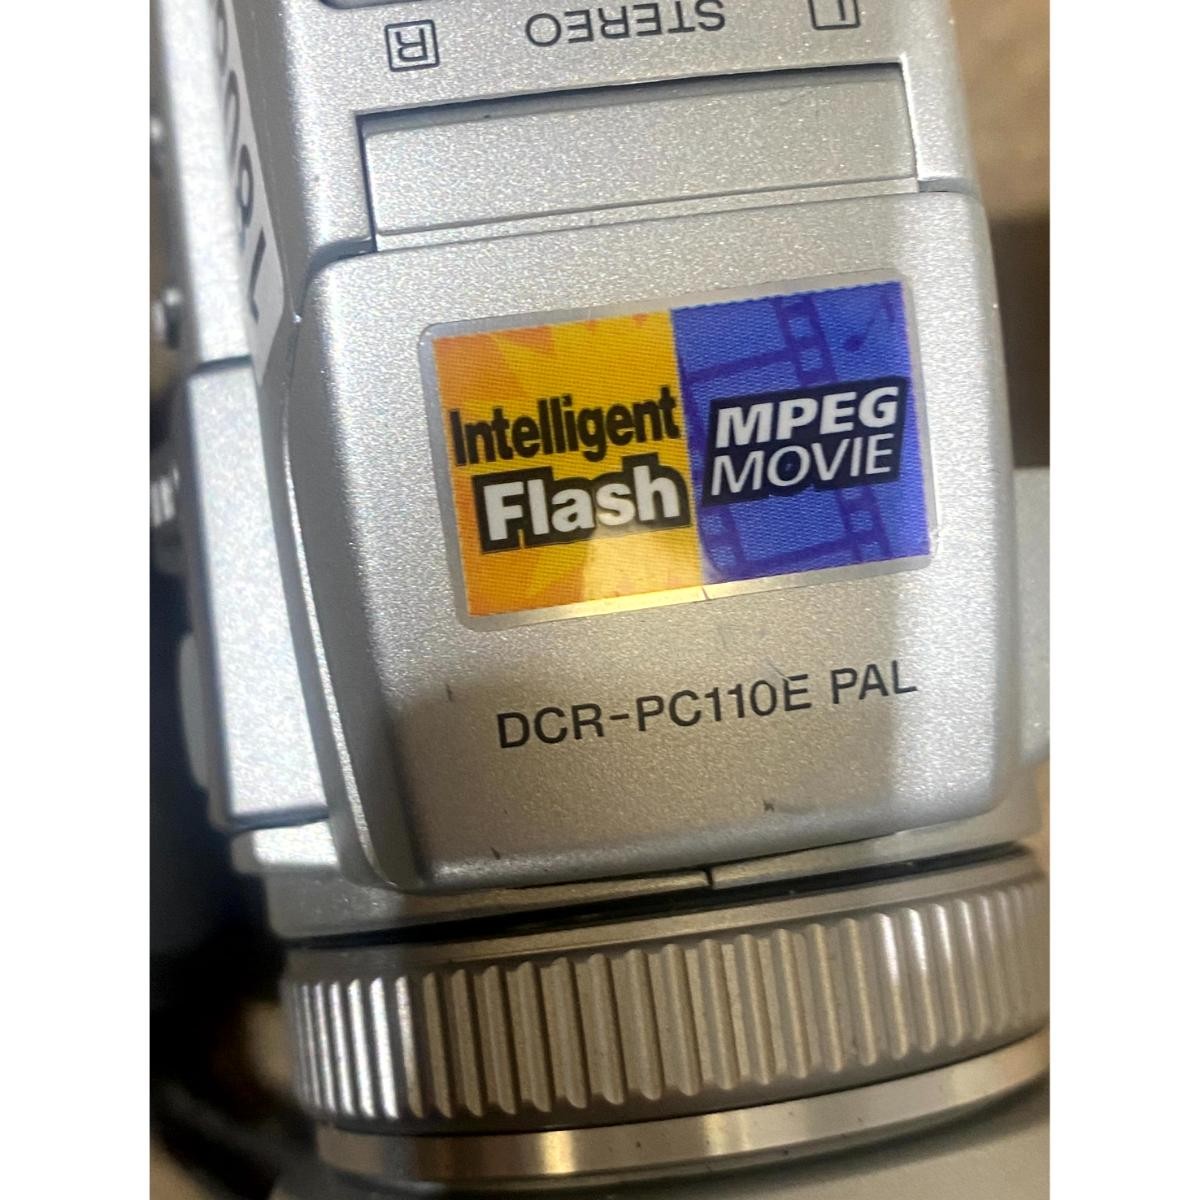 L STEREO R
Intelligent
Flash
MPEG
MOVIE
DCR-PC110E PAL